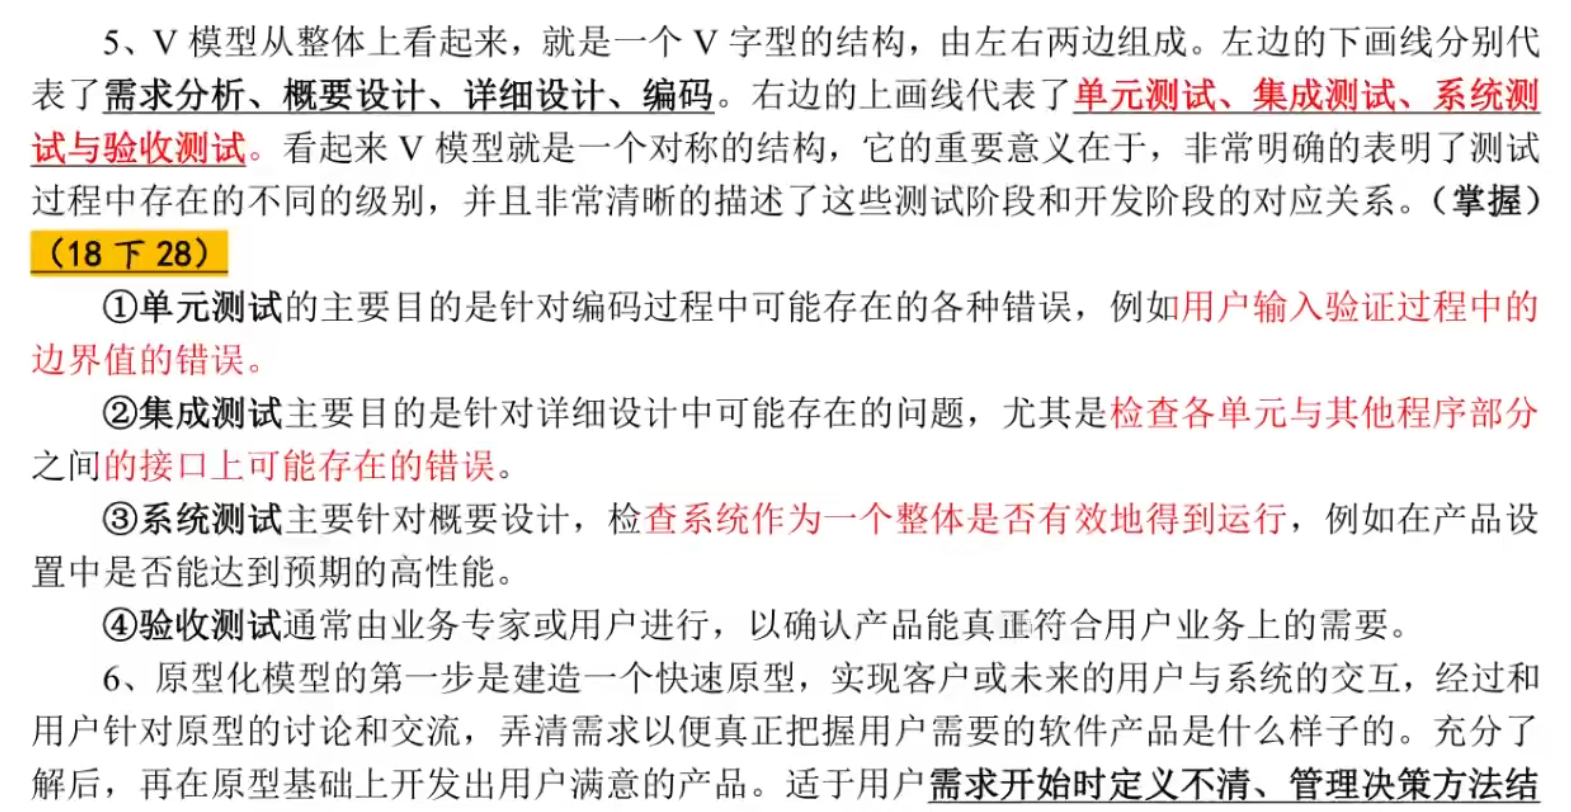 5、V 模型从整体上看起来，就是一个 V 字型的结构，由左右两边组成。左边的下画线分别代
表了需求分析、概要设计、详细设计、编码。右边的上画线代表了单元测试、集成测试、系统测
试与验收测试。看起来 V 模型就是一个对称的结构，它的重要意义在于，非常明确的表明了测试
过程中存在的不同的级别，并且非常清晰的描述了这些测试阶段和开发阶段的对应关系。（掌握）
（18 下 28）
①单元测试的主要目的是针对编码过程中可能存在的各种错误，例如用户输入验证过程中的
边界值的错误。
②集成测试主要目的是针对详细设计中可能存在的问题，尤其是检查各单元与其他程序部分
之间的接口上可能存在的错误。
③系统测试主要针对概要设计，检查系统作为一个整体是否有效地得到运行，例如在产品设
置中是否能达到预期的高性能。
④验收测试通常由业务专家或用户进行，以确认产品能真正符合用户业务上的需要。
6、原型化模型的第一步是建造一个快速原型，实现客户或未来的用户与系统的交互，经过和
用户针对原型的讨论和交流，弄清需求以便真正把握用户需要的软件产品是什么样子的。充分了
解后，再在原型基础上开发出用户满意的产品。适于用户需求开始时定义不清、管理决策方法结